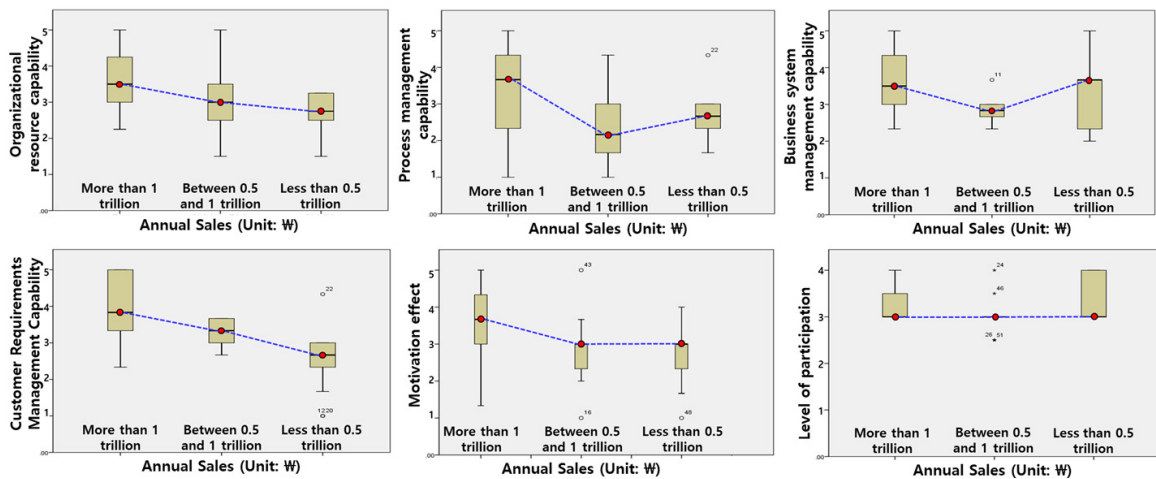 Organizational
resource capability
5
4
3
2
1
.00
More than 1
trillion
Between 0.5
and 1 trillion
Less than 0.5
trillion
Annual Sales (Unit: ₩)
Process management
capability
5
4
3
2
1
.00
22
More than 1
trillion
Between 0.5
and 1 trillion
Less than 0.5
trillion
Annual Sales (Unit: ₩)
Business system
management capability
5
4
3
2
1
.00
11
More than 1
trillion
Between 0.5
and 1 trillion
Less than 0.5
trillion
Annual Sales (Unit: ₩)
Customer Requirements
Management Capability
5
4
3
2
1
.00
22
1228
More than 1
trillion
Between 0.5
and 1 trillion
Less than 0.5
trillion
Annual Sales (Unit: ₩)
Motivation effect
5
4
3
2
1
.00
43
16
48
More than 1
trillion
Between 0.5
and 1 trillion
Less than 0.5
trillion
Annual Sales (Unit: ₩)
Level of participation
4
3
2
1
.00
24
46
26 51
More than 1
trillion
Between 0.5
and 1 trillion
Less than 0.5
trillion
Annual Sales (Unit: ₩)